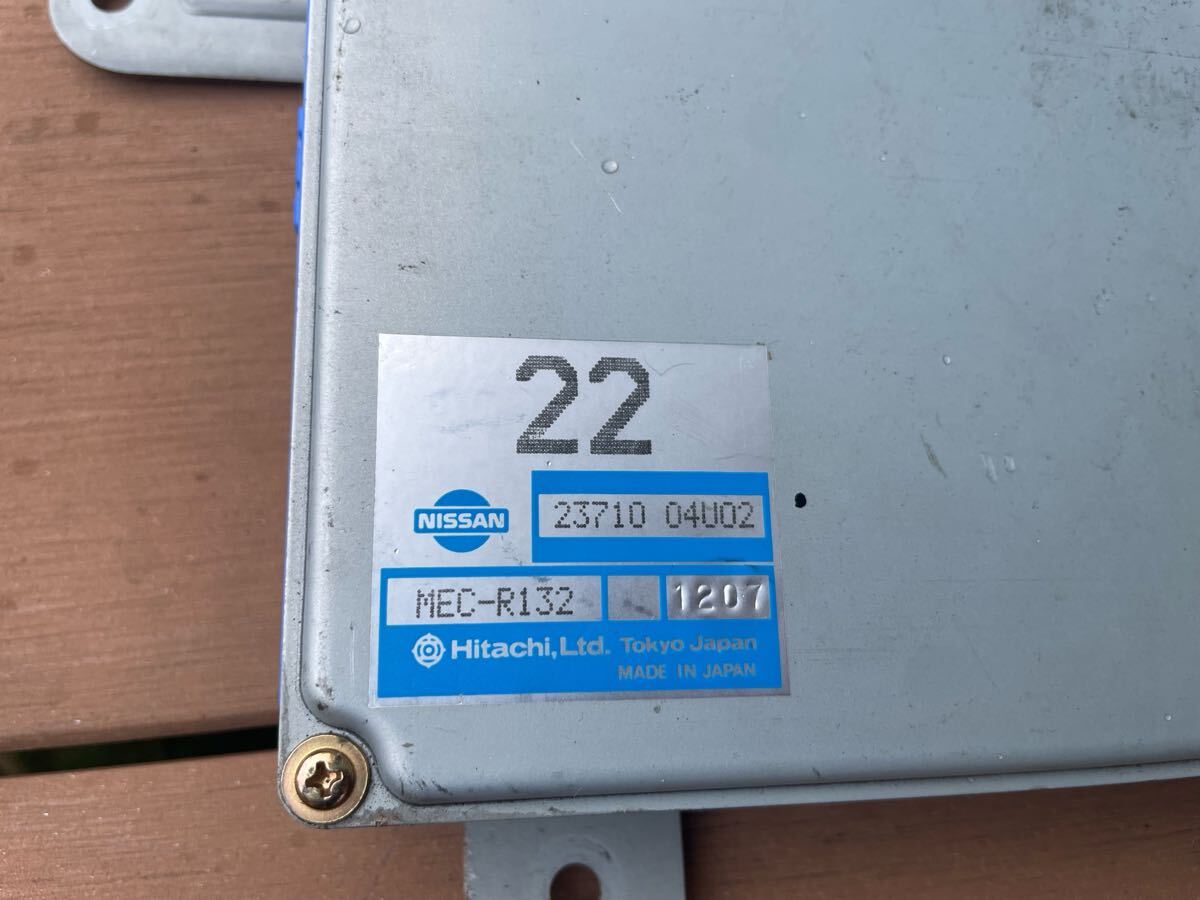 22
NISSAN
23710 04U02
MEC-R132
1207
Hitachi, Ltd. Tokyo Japan
MADE IN JAPAN